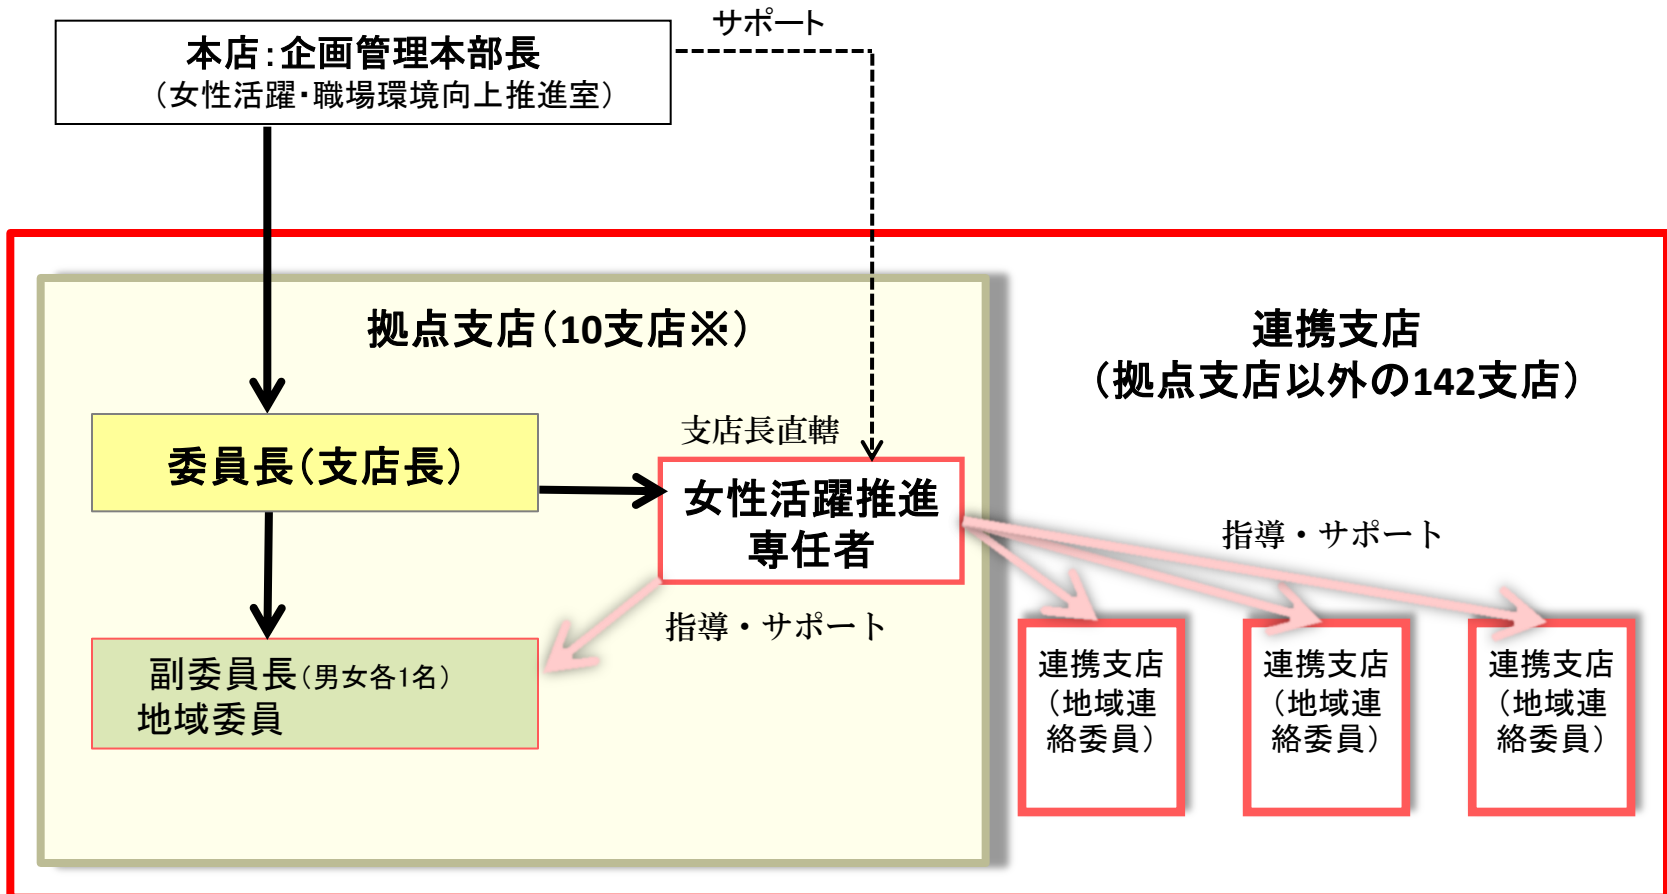 サポート
本店：企画管理本部長
（女性活躍・職場環境向上推進室）
拠点支店（10支店※）
連携支店
（拠点支店以外の142支店）
支店長直轄
委員長（支店長）
女性活躍推進
専任者
指導・サポート
指導・サポート
副委員長（男女各1名）
地域委員
連携支店
（地域連
絡委員）
連携支店
（地域連
絡委員）
連携支店
（地域連
絡委員）